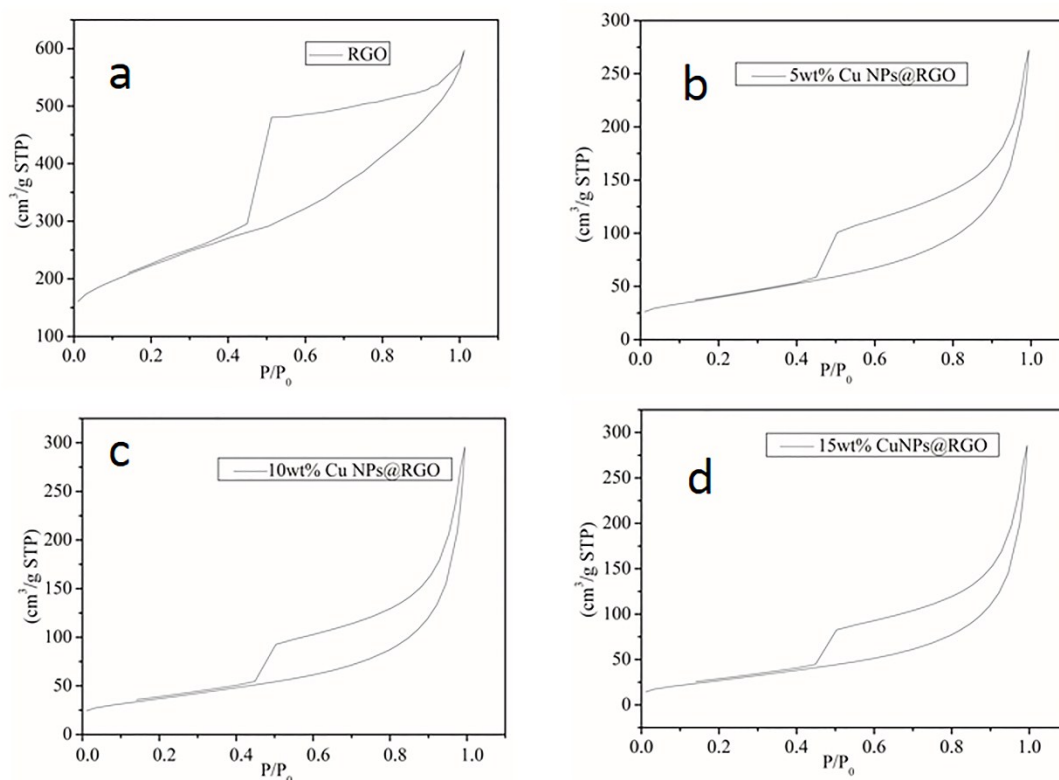 a
RGO
600
500
400
300
200
100
(cm³/g STP)
0.0 0.2 0.4 0.6 0.8 1.0
P/P₀
b
5wt% Cu NPs@RGO
300
250
200
150
100
50
0
(cm³/g STP)
0.0 0.2 0.4 0.6 0.8 1.0
P/P₀
c
10wt% Cu NPs@RGO
300
250
200
150
100
50
0
(cm³/g STP)
0.0 0.2 0.4 0.6 0.8 1.0
P/P₀
d
15wt% CuNPs@RGO
300
250
200
150
100
50
0
(cm³/g STP)
0.0 0.2 0.4 0.6 0.8 1.0
P/P₀